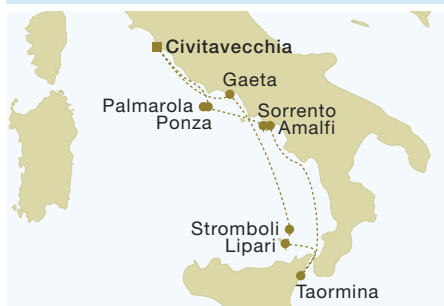 Civitavecchia
Gaeta
Palmarola
Ponza
Sorrento
Amalfi
Stromboli
Lipari
Taormina